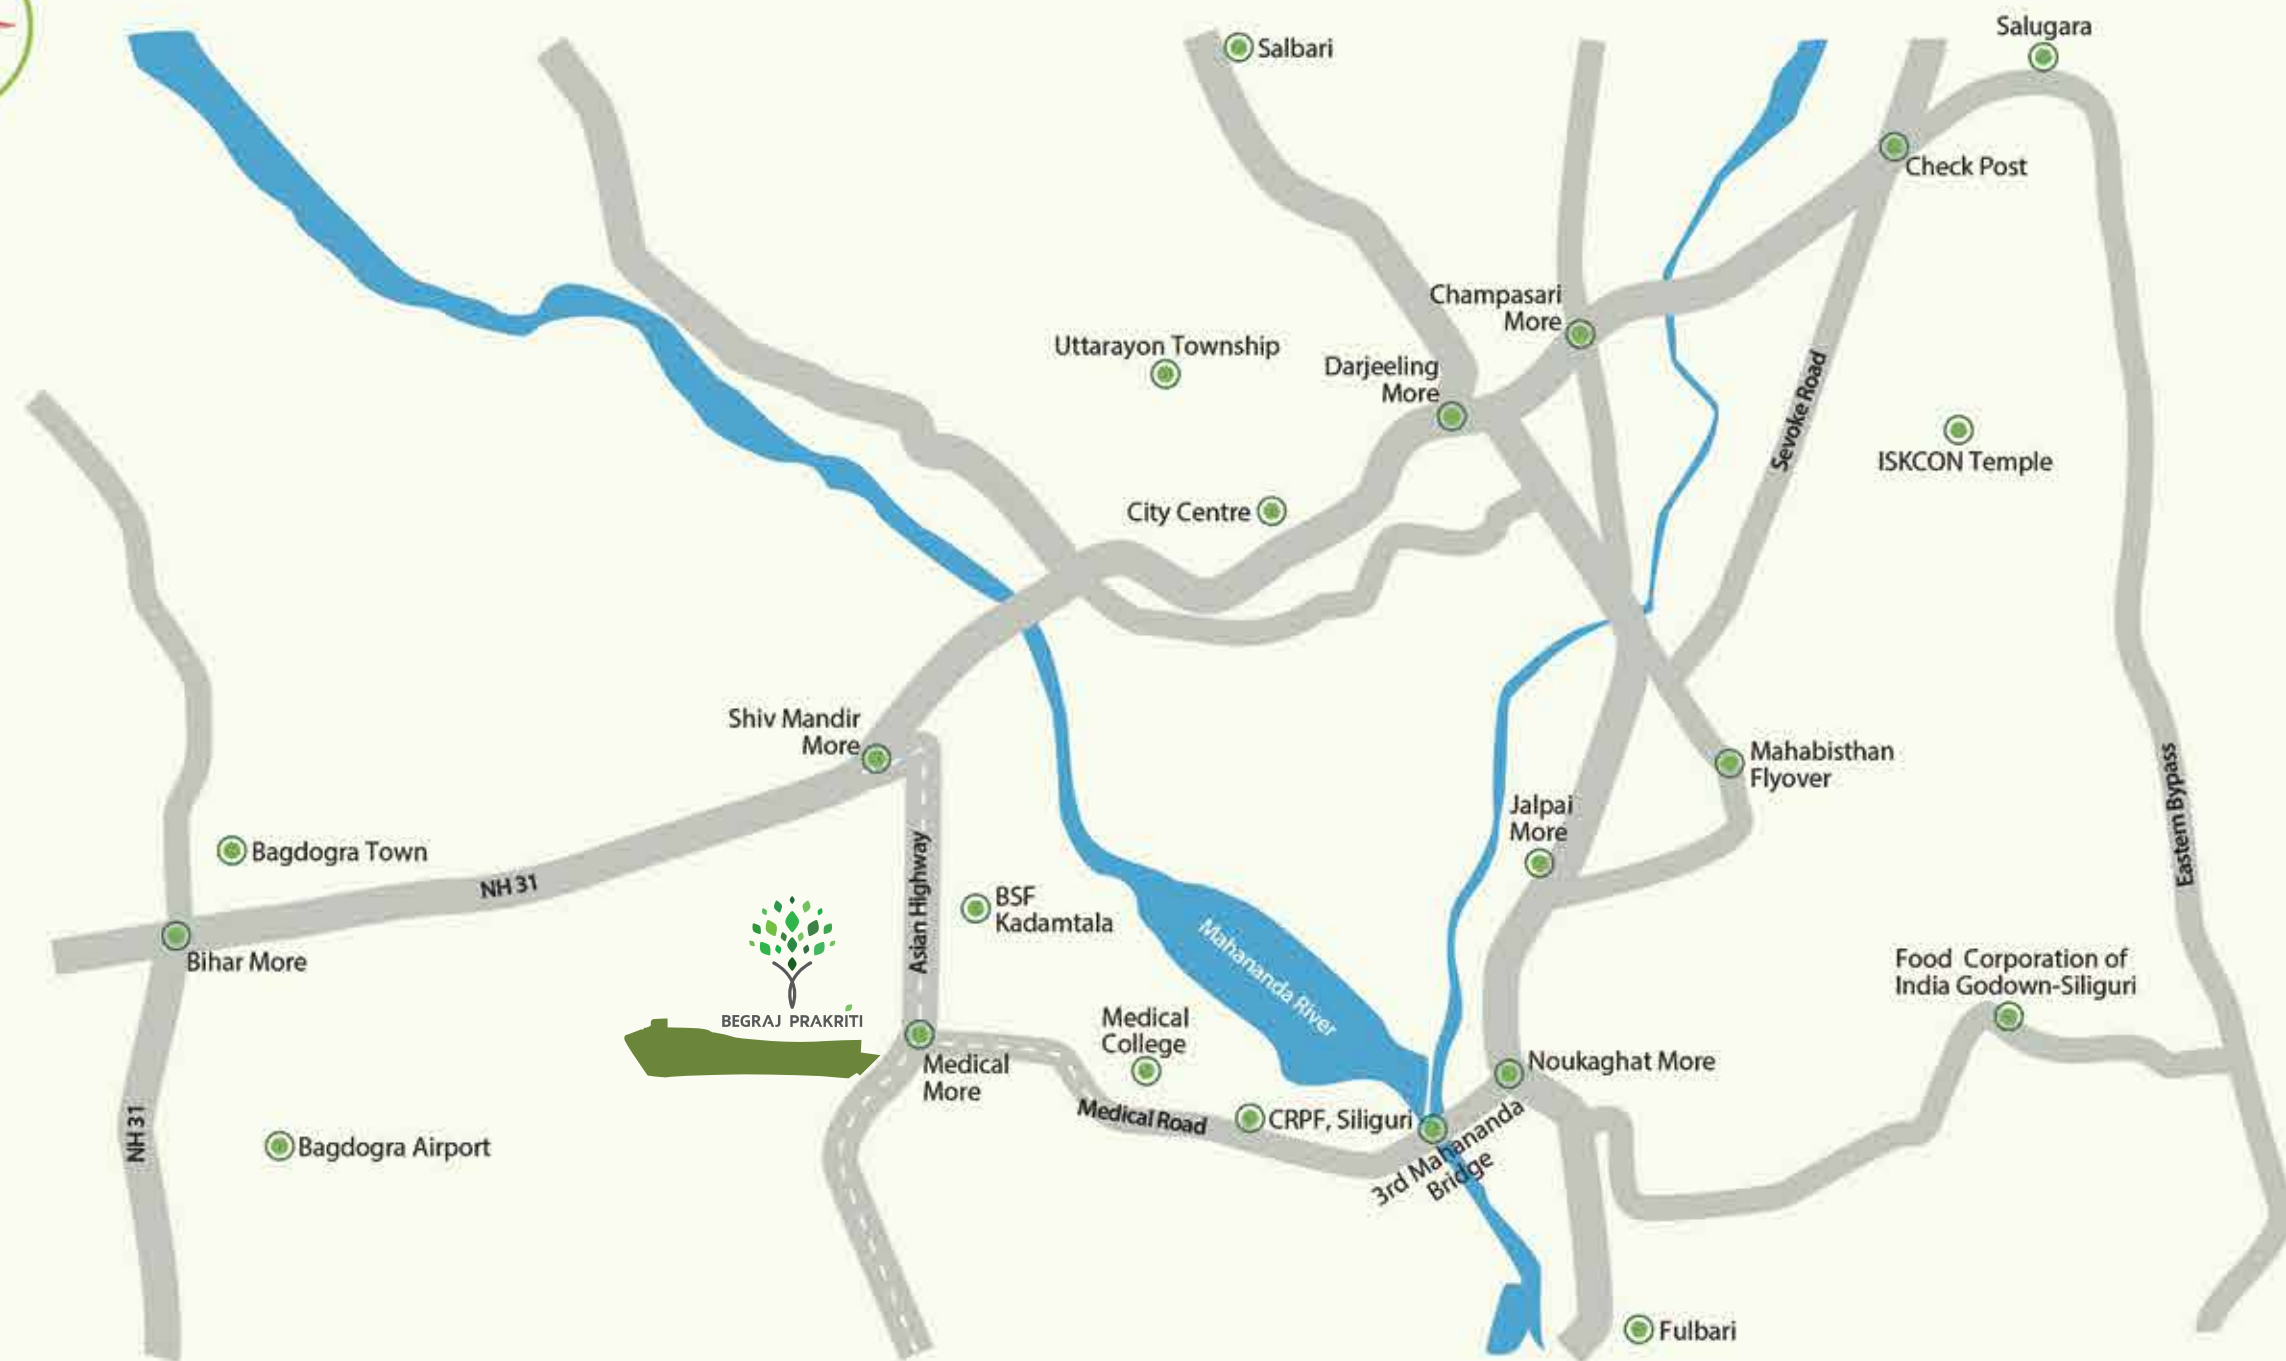 Salugara
Salbari
Check Post
Champasari
More
Uttarayon Township
Darjeeling
More
Sevoke Road
ISKCON Temple
City Centre
Shiv Mandir
More
Mahabisthan
Flyover
Jalpai
More
Eastern Bypass
Bagdogra Town
NH 31
Asian Highway
BSF
Kadamtala
Mahananda River
Bihar More
BEGRAJ PRAKRITI
Food Corporation of
India Godown-Siliguri
Medical
College
Medical
More
Noukaghat More
Medical Road
CRPF, Siliguri
3rd Mahananda
Bridge
NH 31
Bagdogra Airport
Fulbari